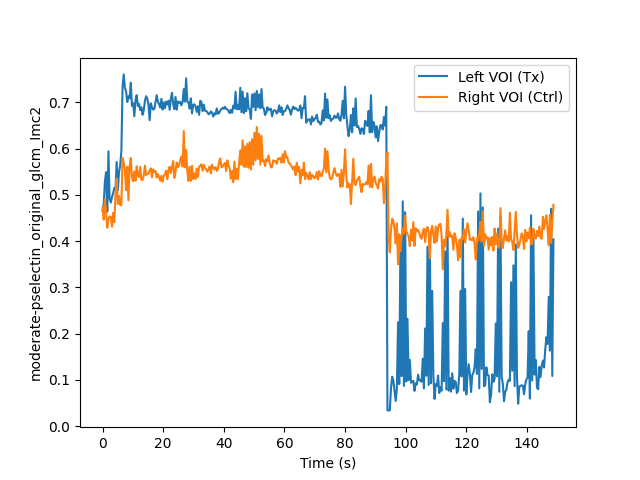 Left VOI (Tx)
Right VOI (Ctrl)
moderate-pselectin_original_glcm_Imc2
0.7
0.6
0.5
0.4
0.3
0.2
0.1
0.0
0 20 40 60 80 100 120 140
Time (s)